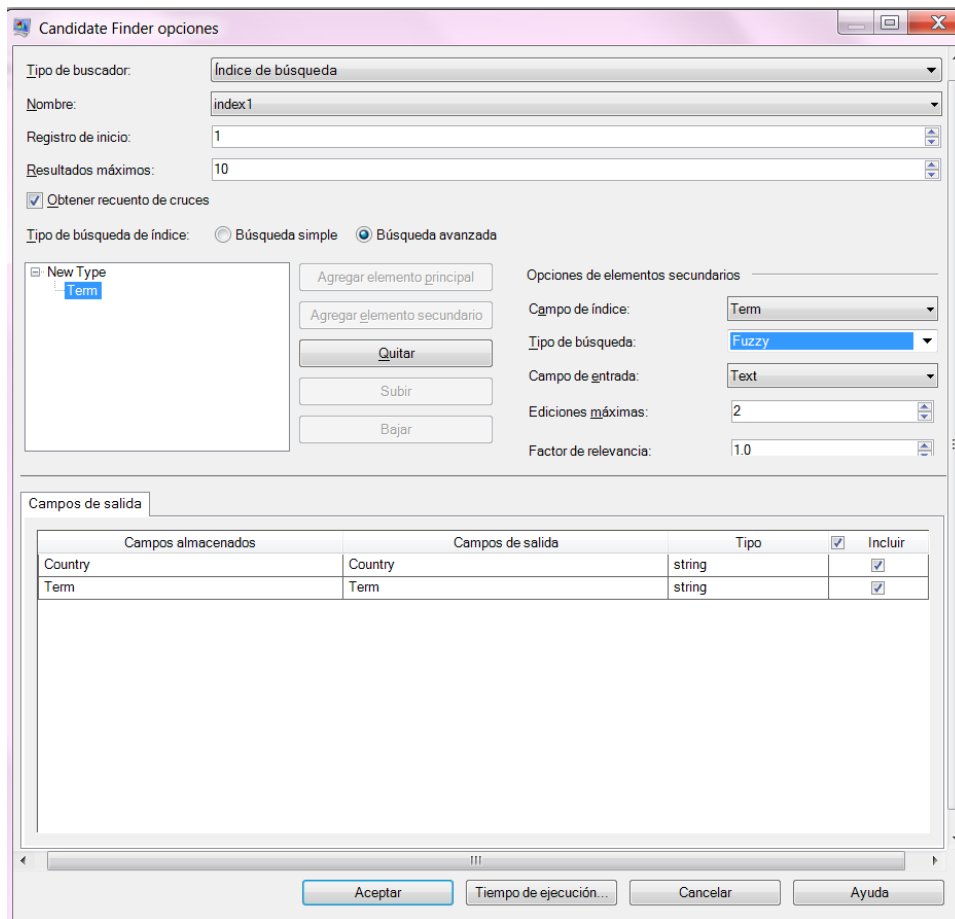 Candidate Finder opciones
Tipo de buscador: Índice de búsqueda
Nombre: index1
Registro de inicio: 1
Resultados máximos: 10
Obtener recuento de cruces
Tipo de búsqueda de índice: Búsqueda simple Búsqueda avanzada
New Type
Term
Agregar elemento principal
Agregar elemento secundario
Quitar
Subir
Bajar
Opciones de elementos secundarios
Campo de índice: Term
Tipo de búsqueda: Fuzzy
Campo de entrada: Text
Ediciones máximas: 2
Factor de relevancia: 1.0
Campos de salida
Campos almacenados Campos de salida Tipo Incluir
Country Country string
Term Term string
Aceptar Tiempo de ejecución... Cancelar Ayuda